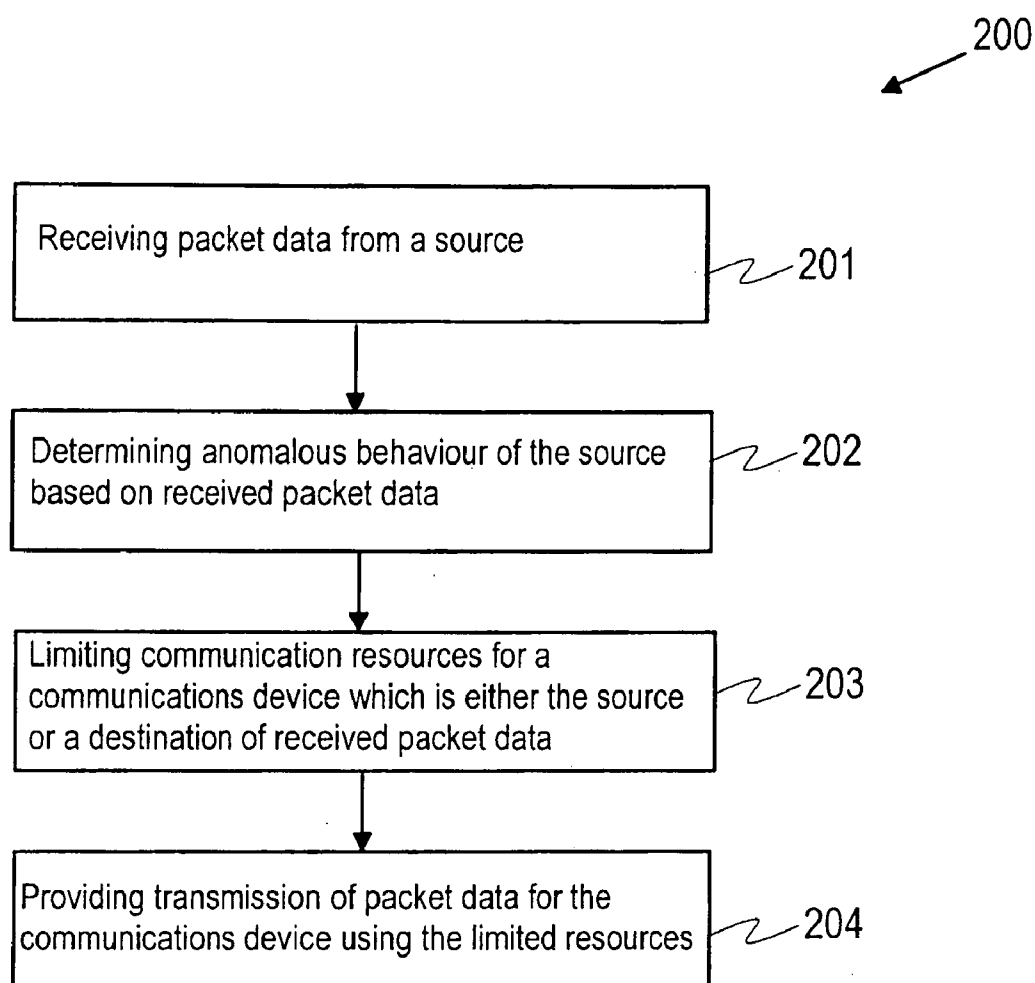 200
Receiving packet data from a source
201
Determining anomalous behaviour of the source
based on received packet data
202
Limiting communication resources for a
communications device which is either the source
or a destination of received packet data
203
Providing transmission of packet data for the
communications device using the limited resources
204